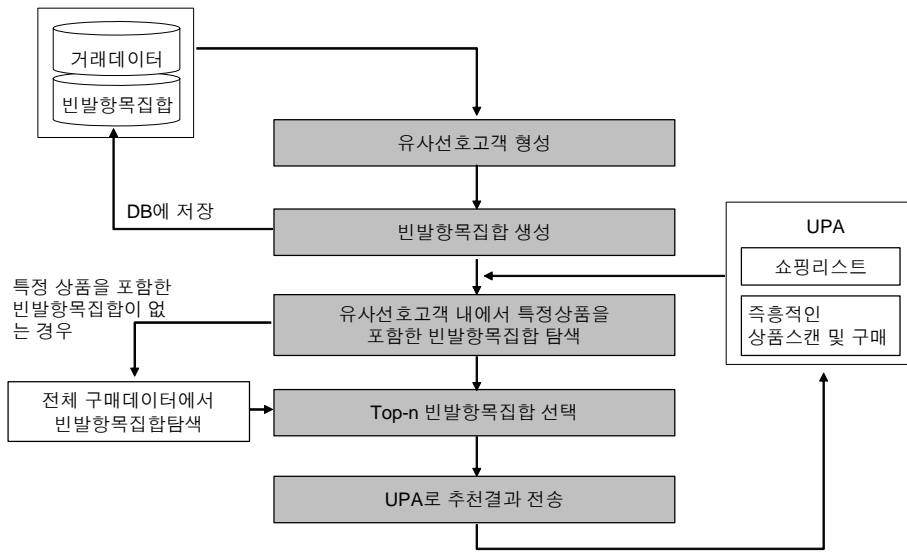 거래데이터
빈발항목집합
유사선호고객 형성
DB에 저장
빈발항목집합 생성
UPA
쇼핑리스트
즉흥적인
상품스캔 및 구매
특정 상품을 포함한
빈발항목집합이 없
는 경우
유사선호고객 내에서 특정상품을
포함한 빈발항목집합 탐색
전체 구매데이터에서
빈발항목집합탐색
Top-n 빈발항목집합 선택
UPA로 추천결과 전송